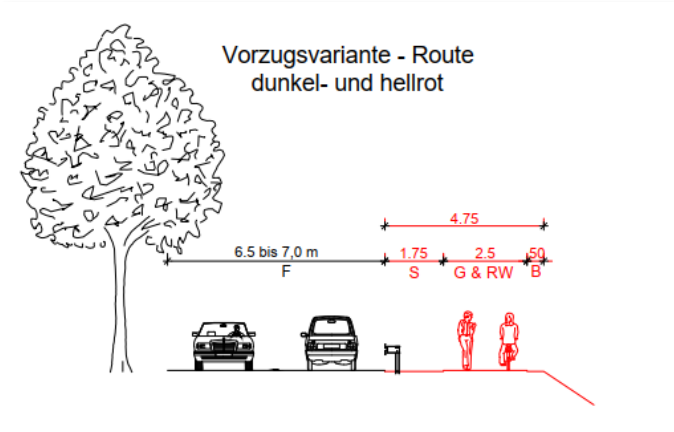 Vorzugsvariante - Route
dunkel- und hellrot
4.75
6.5 bis 7,0 m
1.75
2.5
50
F
S
G & RW
B